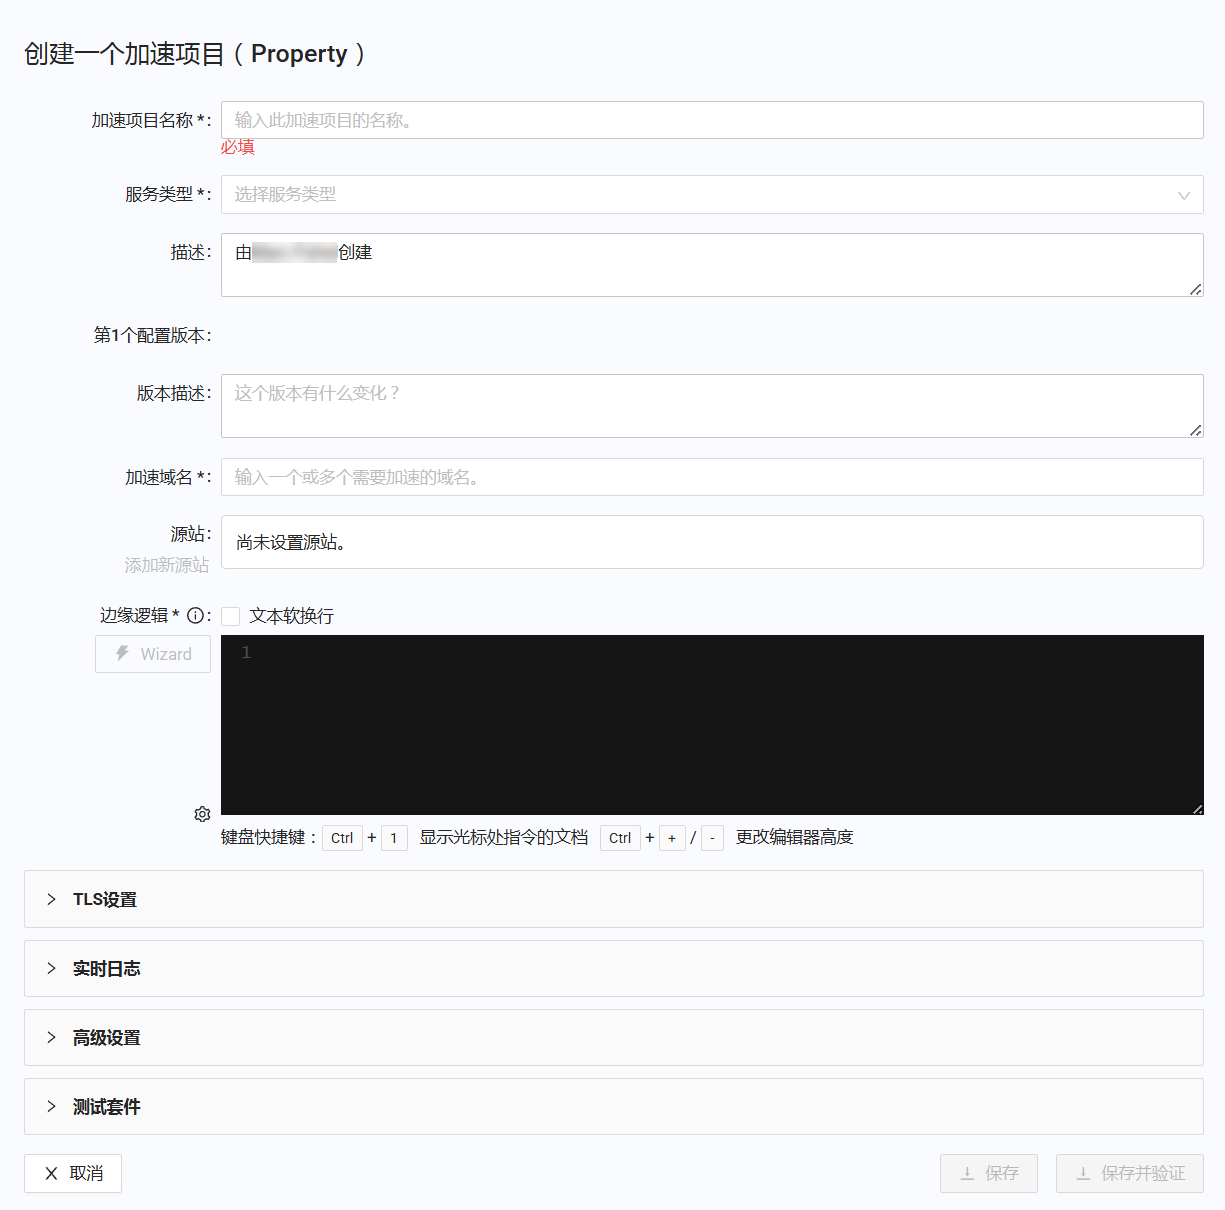 创建一个加速项目（Property）
加速项目名称 *: 输入此加速项目的名称。
必填
服务类型 *: 选择服务类型
描述: 由创建
第1个配置版本:
版本描述: 这个版本有什么变化？
加速域名 *: 输入一个或多个需要加速的域名。
源站: 尚未设置源站。
添加新源站
边缘逻辑 * : 文本软换行
Wizard 1
键盘快捷键： Ctrl + 1 显示光标处指令的文档 Ctrl + + / - 更改编辑器高度
TLS设置
实时日志
高级设置
测试套件
取消 保存 保存并验证